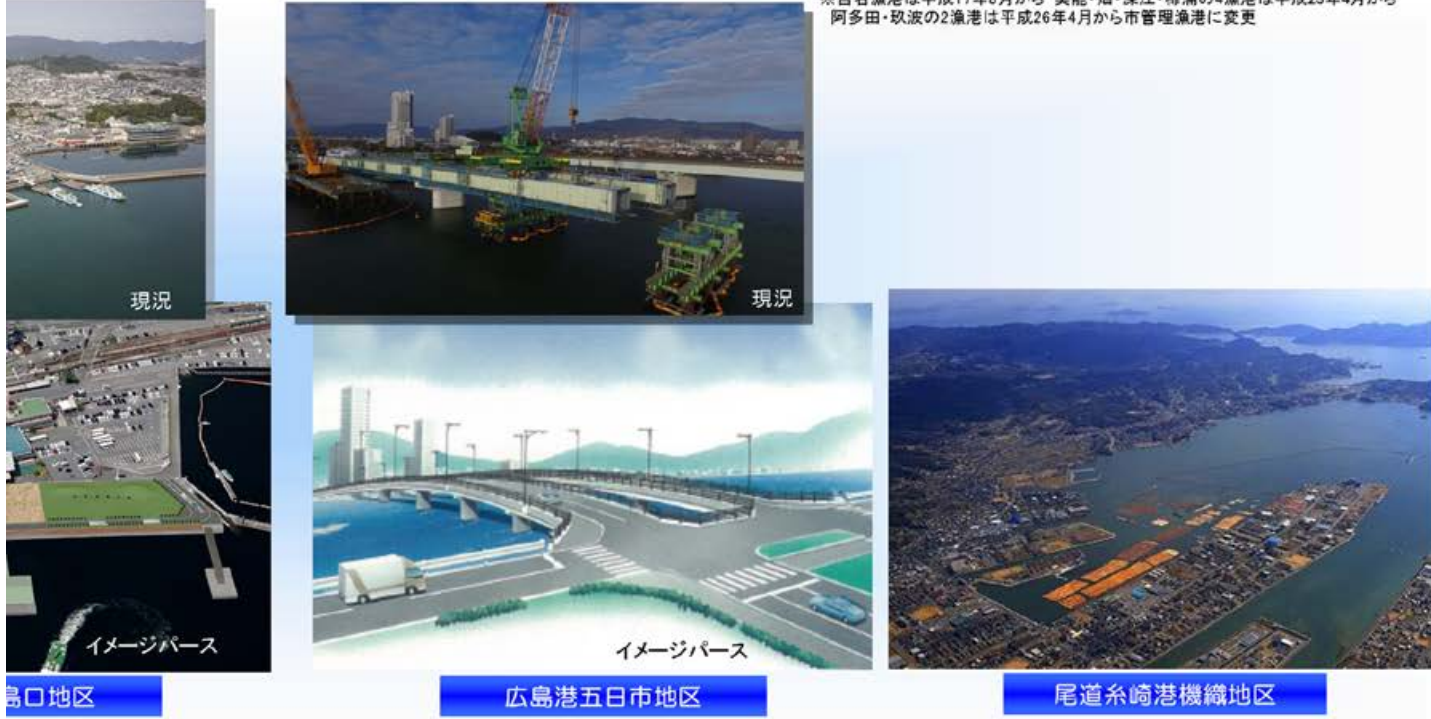 阿多田・玖波の2漁港は平成26年4月から市管理漁港に変更
現況
現況
イメージパース
イメージパース
島口地区
広島港五日市地区
尾道糸崎港機織地区